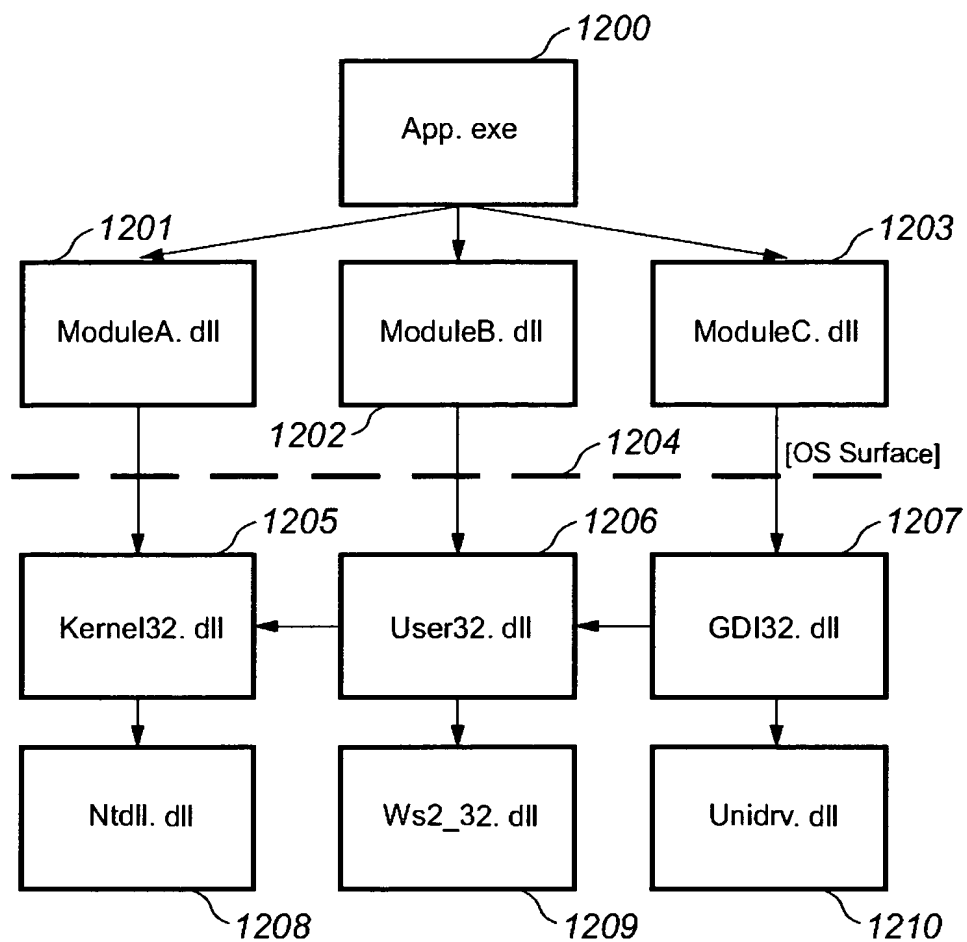 1200
App. exe
1201
1203
ModuleA. dll
ModuleB. dll
ModuleC. dll
1202
1204
[OS Surface]
1205
1206
1207
Kernel32. dll
User32. dll
GDI32. dll
Ntdll. dll
Ws2_32. dll
Unidrv. dll
1208
1209
1210